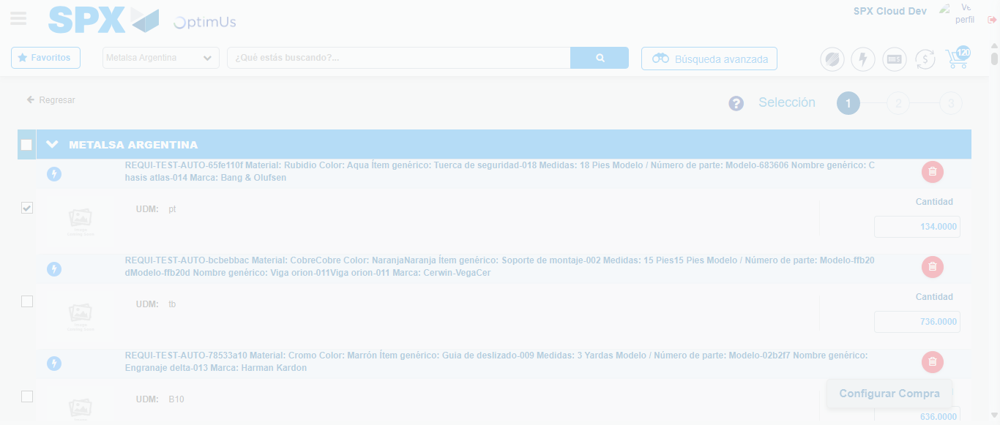 SPX
OptimUs
SPX Cloud Dev
Ve
perfil
Favoritos
Metalsa Argentina
¿Qué estás buscando?...
Búsqueda avanzada
120
Regresar
?
Selección
1
2
3
METALSA ARGENTINA
REQUI-TEST-AUTO-65fe110f Material: Rubidio Color: Aqua Ítem genérico: Tuerca de seguridad-018 Medidas: 18 Pies Modelo / Número de parte: Modelo-683606 Nombre genérico: C
hasis atlas-014 Marca: Bang & Olufsen
UDM: pt
Cantidad
134.0000
REQUI-TEST-AUTO-bcbebbac Material: CobreCobre Color: NaranjaNaranja Ítem genérico: Soporte de montaje-002 Medidas: 15 Pies15 Pies Modelo / Número de parte: Modelo-ffb20
dModelo-ffb20d Nombre genérico: Viga orion-011Viga orion-011 Marca: Cerwin-VegaCer
UDM: tb
Cantidad
736.0000
REQUI-TEST-AUTO-78533a10 Material: Cromo Color: Marrón Ítem genérico: Guia de deslizado-009 Medidas: 3 Yardas Modelo / Número de parte: Modelo-02b2f7 Nombre genérico:
Engranaje delta-013 Marca: Harman Kardon
UDM: B10
Configurar Compra
636.0000